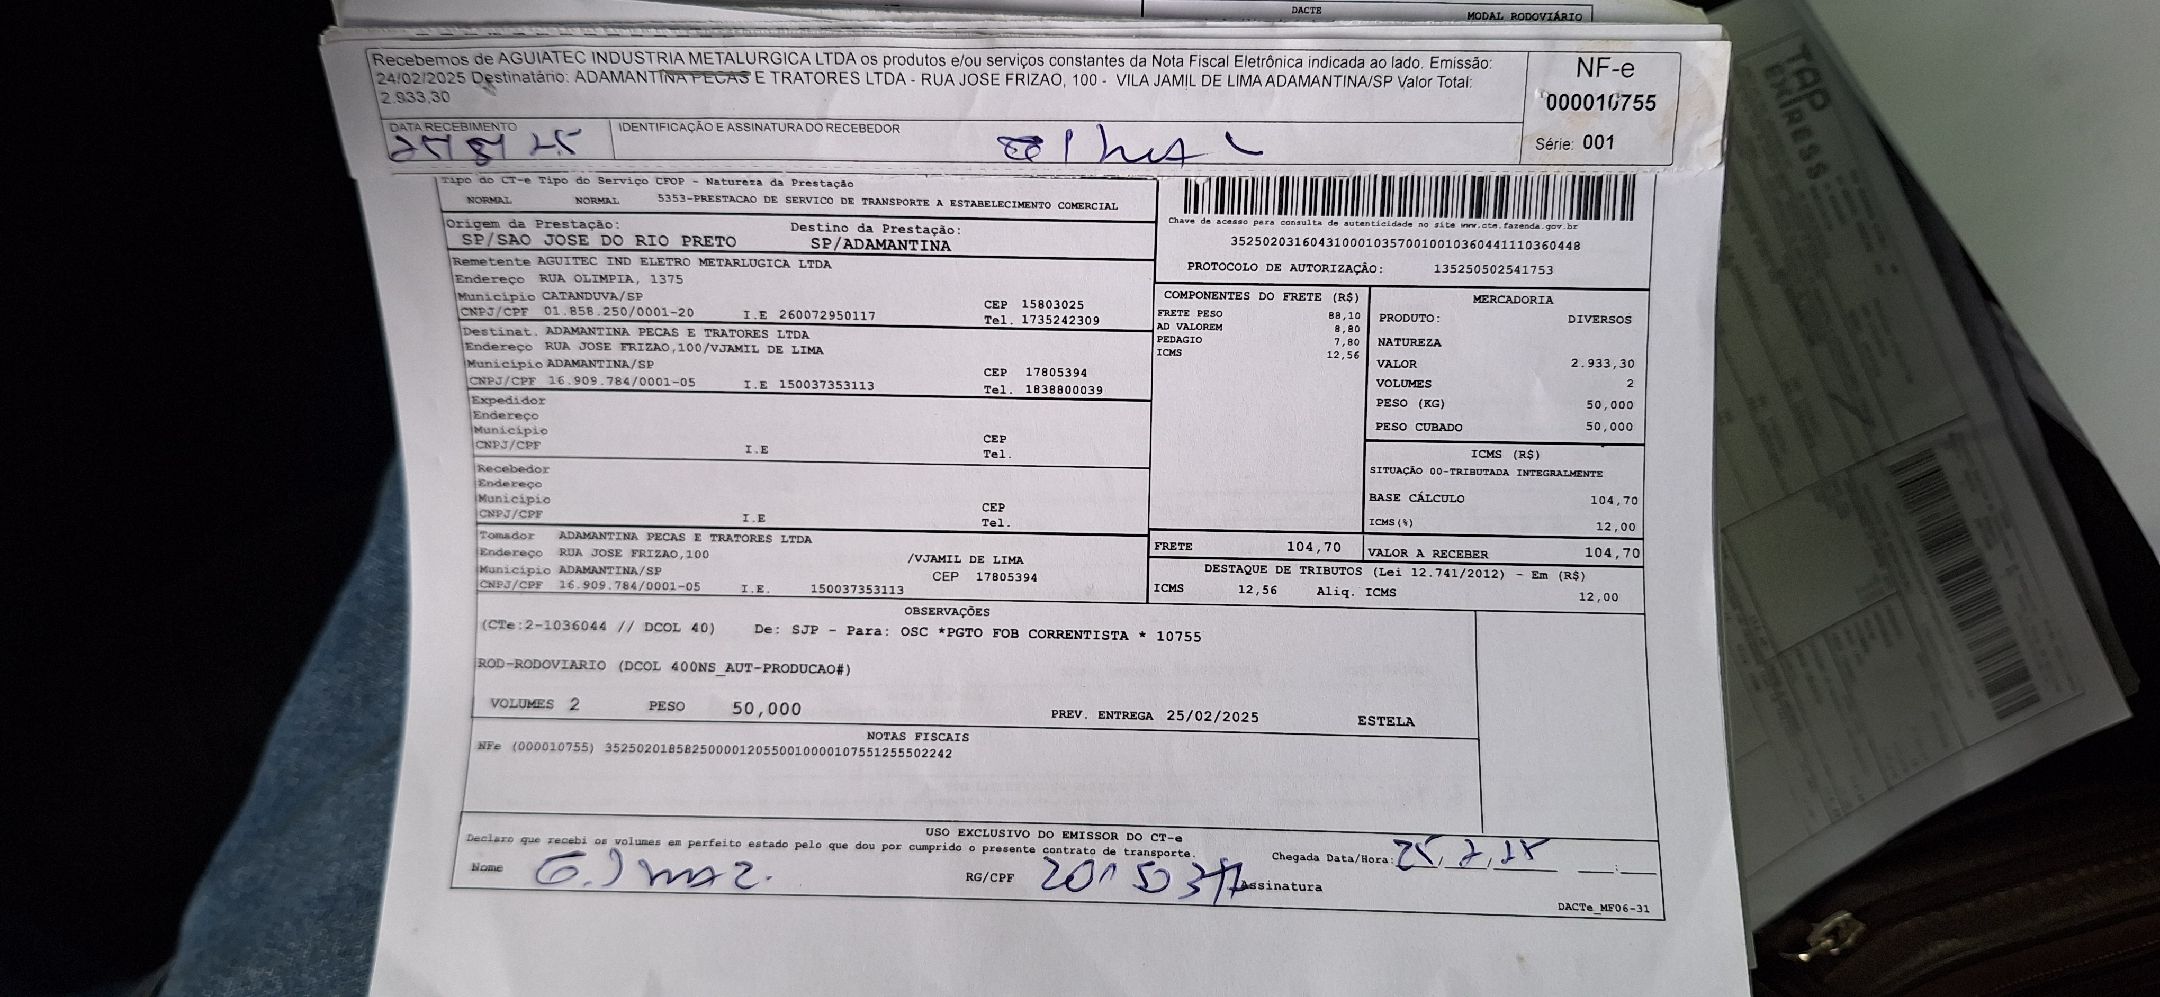 DACTE
MODAL RODOVIÁRIO
Recebemos de AGUIATEC INDUSTRIA METALURGICA LTDA os produtos e/ou serviços constantes da Nota Fiscal Eletrônica indicada ao lado. Emissão:
24/02/2025 Destinatário: ADAMANTINA PECAS E TRATORES LTDA - RUA JOSE FRIZAO, 100 - VILA JAMIL DE LIMA ADAMANTINA/SP Valor Total:
2.933,30
NF-e
000010755
Série: 001
DATA RECEBIMENTO
IDENTIFICAÇÃO E ASSINATURA DO RECEBEDOR
Tipo do CT-e Tipo do Serviço CFOP - Natureza da Prestação
NORMAL NORMAL 5353-PRESTACAO DE SERVICO DE TRANSPORTE A ESTABELECIMENTO COMERCIAL
Origem da Prestação: Destino da Prestação:
SP/SAO JOSE DO RIO PRETO SP/ADAMANTINA
Chave de acesso para consulta de autenticidade no site www.cte.fazenda.gov.br
35250203160431000103570010010360441110360448
PROTOCOLO DE AUTORIZAÇÃO: 135250502541753
Remetente AGUITEC IND ELETRO METARLUGICA LTDA
Endereço RUA OLIMPIA, 1375
Município CATANDUVA/SP CEP 15803025
CNPJ/CPF 01.858.250/0001-20 I.E 260072950117 Tel. 1735242309
Destinat. ADAMANTINA PECAS E TRATORES LTDA
Endereço RUA JOSE FRIZAO,100/VJAMIL DE LIMA
Município ADAMANTINA/SP CEP 17805394
CNPJ/CPF 16.909.784/0001-05 I.E 150037353113 Tel. 1838800039
Expedidor
Endereço
Município CEP
CNPJ/CPF I.E Tel.
Recebedor
Endereço
Município CEP
CNPJ/CPF I.E Tel.
Tomador ADAMANTINA PECAS E TRATORES LTDA
Endereço RUA JOSE FRIZAO,100 /VJAMIL DE LIMA
Município ADAMANTINA/SP CEP 17805394
CNPJ/CPF 16.909.784/0001-05 I.E. 150037353113
COMPONENTES DO FRETE (R$)
FRETE PESO 88,10
AD VALOREM 8,80
PEDAGIO 7,80
ICMS 12,56
MERCADORIA
PRODUTO: DIVERSOS
NATUREZA
VALOR 2.933,30
VOLUMES 2
PESO (KG) 50,000
PESO CUBADO 50,000
ICMS (R$)
SITUAÇÃO 00-TRIBUTADA INTEGRALMENTE
BASE CÁLCULO 104,70
ICMS(%) 12,00
FRETE 104,70 VALOR A RECEBER 104,70
DESTAQUE DE TRIBUTOS (Lei 12.741/2012) - Em (R$)
ICMS 12,56 Aliq. ICMS 12,00
OBSERVAÇÕES
(CTe:2-1036044 // DCOL 40) De: SJP - Para: OSC *PGTO FOB CORRENTISTA * 10755
ROD-RODOVIARIO (DCOL 400NS_AUT-PRODUCAO#)
VOLUMES 2 PESO 50,000 PREV. ENTREGA 25/02/2025 ESTELA
NOTAS FISCAIS
NFe (000010755) 35250201858250000120550010000107551255502242
USO EXCLUSIVO DO EMISSOR DO CT-e
Declaro que recebi os volumes em perfeito estado pelo que dou por cumprido o presente contrato de transporte.
Chegada Data/Hora:
Nome RG/CPF Assinatura
DACTe_MF06-31
TAP
EXPRESS